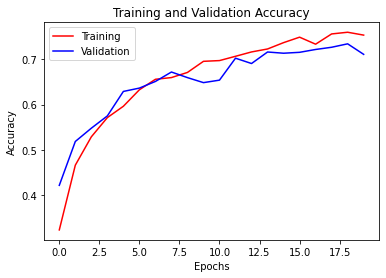 Training and Validation Accuracy
Training
Validation
Accuracy
0.7
0.6
0.5
0.4
0.0 2.5 5.0 7.5 10.0 12.5 15.0 17.5
Epochs